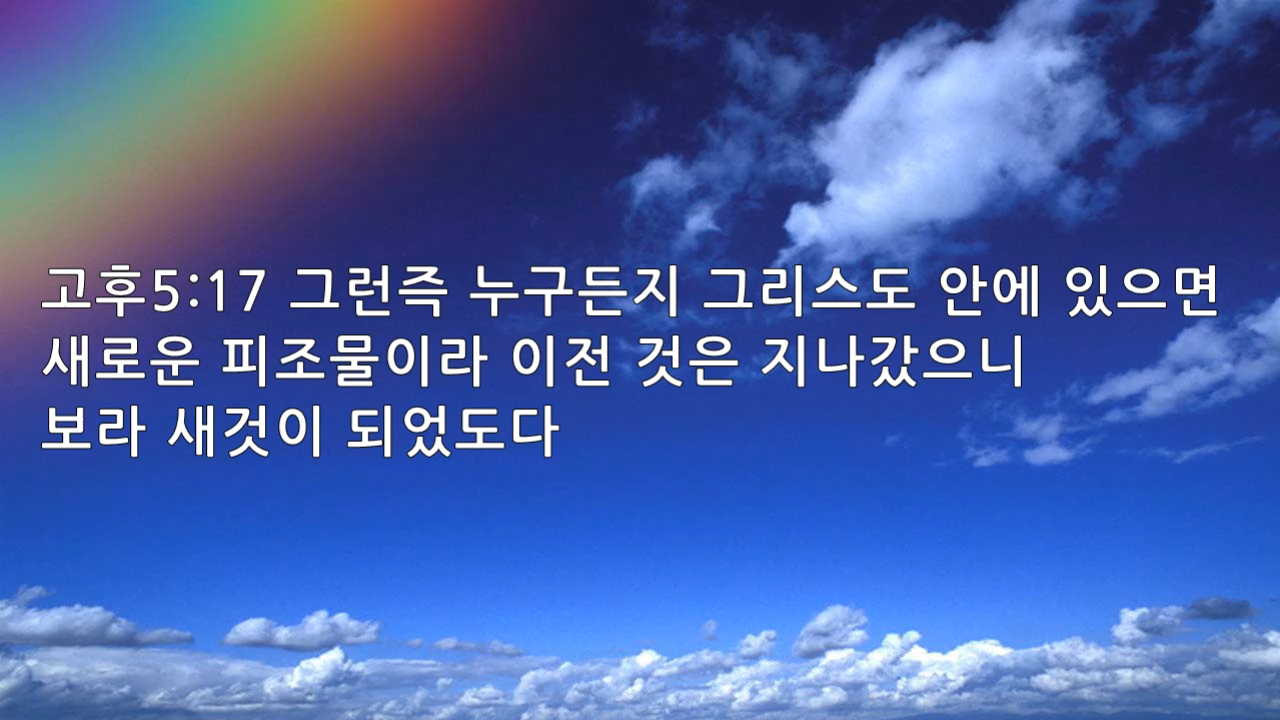 고후5:17 그런즉 누구든지 그리스도 안에 있으면
새로운 피조물이라 이전 것은 지나갔으니
보라 새것이 되었도다